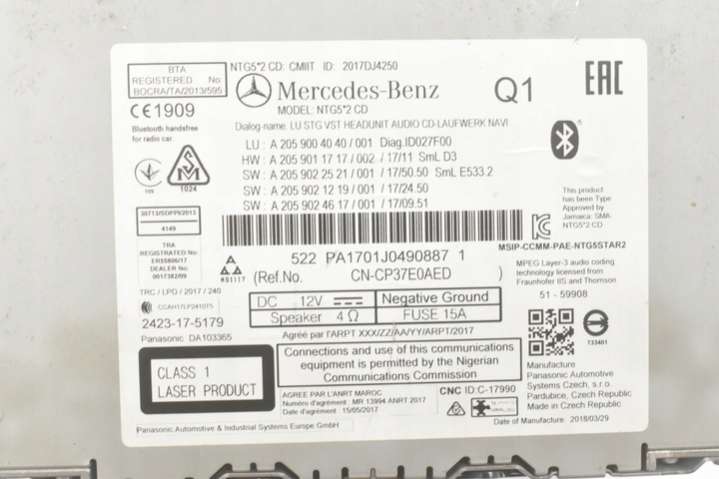 BTA
REGISTERED No:
BOCRA/TA/2013/595
CE1909
Bluetooth handsfree
for radio car.
NTG5*2 CD: CMIIT ID: 2017DJ4250
Mercedes-Benz
MODEL: NTG5*2 CD
Q1
EAC
Dialog-name: LU STG VST HEADUNIT AUDIO CD-LAUFWERK NAVI
LU : A 205 900 40 40 / 001 Diag.ID027F00
HW : A 205 901 17 17 / 002 / 17/11 SmL D3
SW : A 205 902 25 21 / 001 / 17/50.50 SmL E533.2
SW : A 205 902 12 19 / 001 / 17/24.50
SW : A 205 902 46 17 / 001 / 17/09.51
1024
This product
has been Type
Approved by
Jamaica: SMA-
NTG5*2 CD
4149
TRA
REGISTERED No:
DEALER No:
TRC / LPD / 2017 / 240
2423-17-5179
Panasonic DA103365
522 PA1701J0490887 1
(Ref.No. CN-CP37E0AED )
MSIP-CCMM-PAE-NTG5STAR2
MPEG Layer-3 audio coding
technology licensed from
Fraunhofer IIS and Thomson
51 - 59908
DC 12V Negative Ground
Speaker 4 Ω FUSE 15A
Agréé par l'ARPT XXX/ZZ/AA/YY/ARPT/2017
Connections and use of this communications
equipment is permitted by the Nigerian
Communications Commission
CLASS 1
LASER PRODUCT
AGREE PAR L'ANRT MAROC
Numéro d'agrément : MR 13994 ANRT 2017
Date d'agrément : 15/05/2017
CNC ID:C-17990
T33401
Manufacturer
Panasonic Automotive
Systems Czech, s.r.o.
Pardubice, Czech Republic
Made in Czech Republic
Date of Manufacture: 2018/03/29
Panasonic Automotive & Industrial Systems Europe GmbH